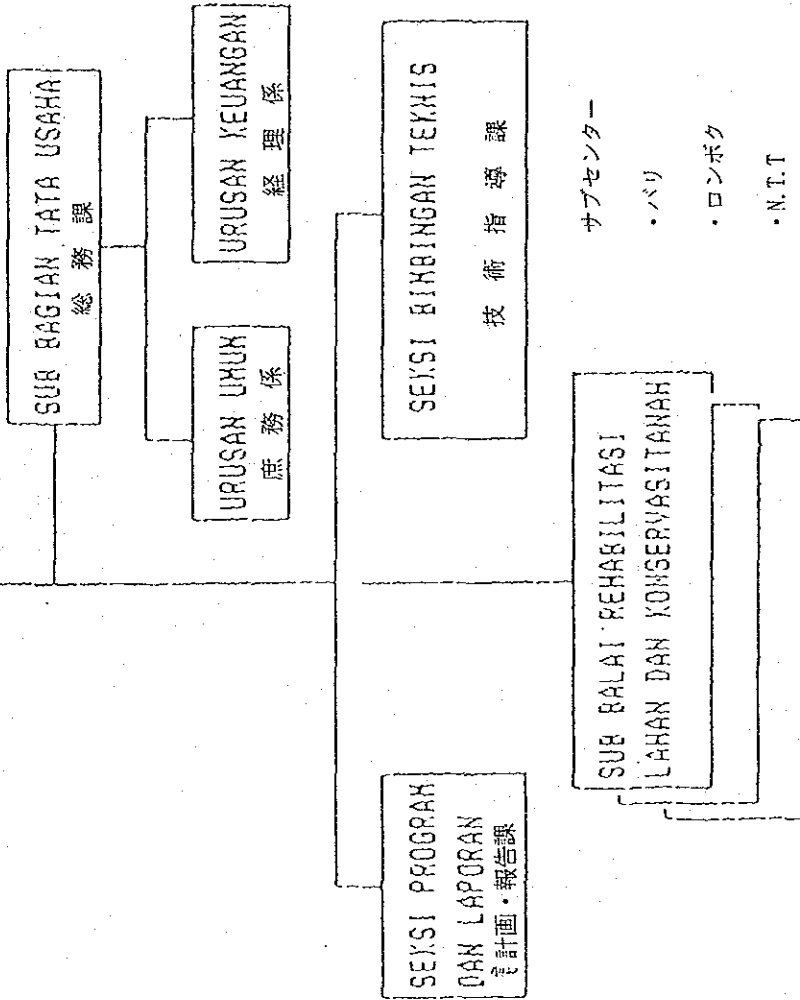 SUB BAGIAN TATA USAHA
総務課
URUSAN UMUM
庶務係
URUSAN KEUANGAN
経理係
SEKSI PROGRAM
DAN LAPORAN
計画・報告課
SEKSI BIMBINGAN TEKNIS
技術指導課
SUB BALAI REHABILITASI
LAHAN DAN KONSERVASITANAH
サブセンター
・バリ
・ロンボク
・N.T.T